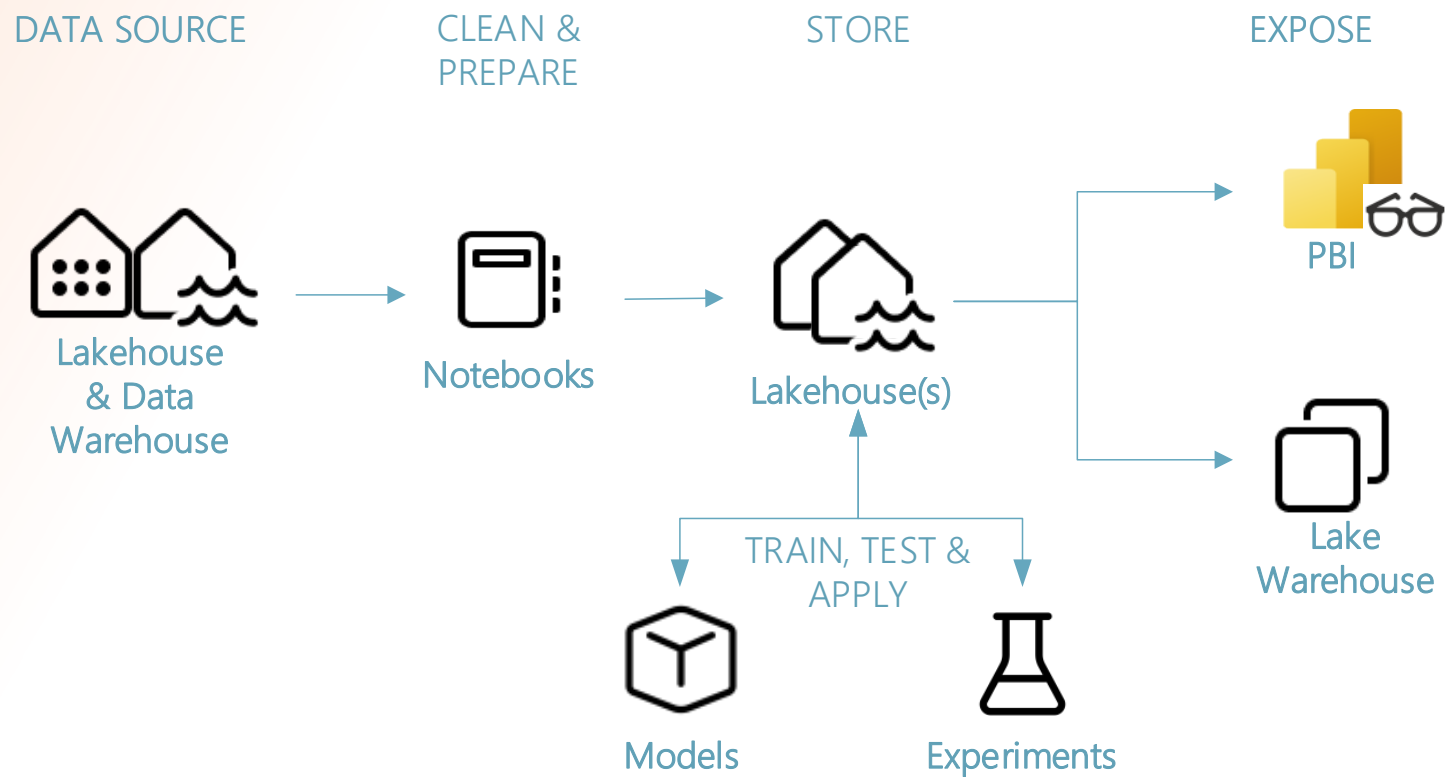 DATA SOURCE
CLEAN &
PREPARE
STORE
EXPOSE
Lakehouse
& Data
Warehouse
Notebooks
Lakehouse(s)
PBI
Lake
Warehouse
TRAIN, TEST &
APPLY
Models
Experiments